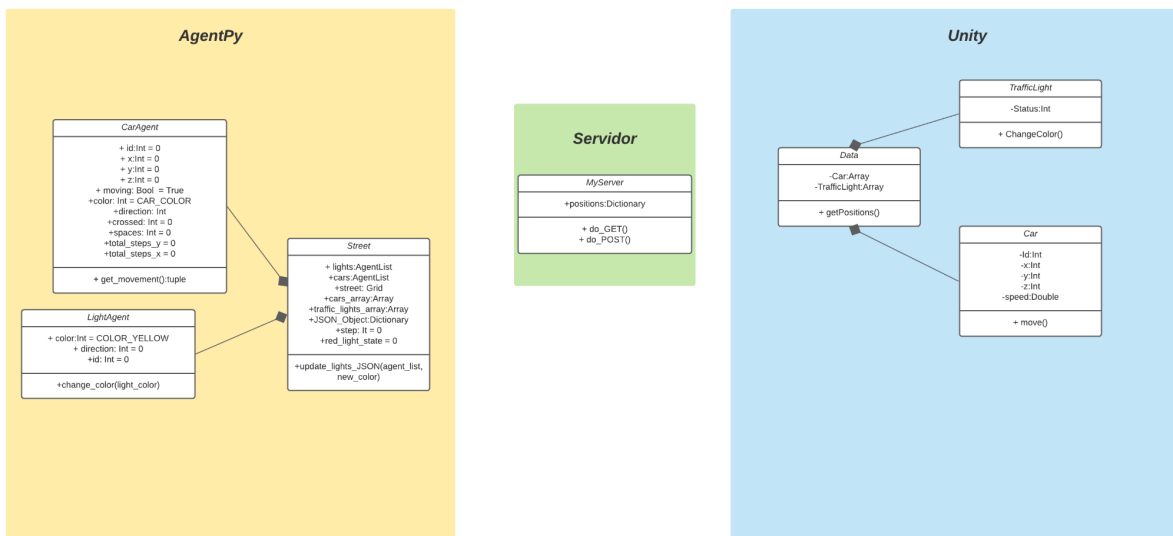 AgentPy
CarAgent
+ id:Int = 0
+ x:Int = 0
+ y:Int = 0
+ z:Int = 0
+ moving: Bool = True
+color: Int = CAR_COLOR
+direction: Int
+crossed: Int = 0
+spaces: Int = 0
+total_steps_y = 0
+total_steps_x = 0
+ get_movement():tuple
LightAgent
+ color:Int = COLOR_YELLOW
+ direction: Int = 0
+id: Int = 0
+change_color(light_color)
Street
+ lights:AgentList
+cars:AgentList
+street: Grid
+cars_array:Array
+traffic_lights_array:Array
+JSON_Object:Dictionary
+step: It = 0
+red_light_state = 0
+update_lights_JSON(agent_list,
new_color)
Servidor
MyServer
+positions:Dictionary
+ do_GET()
+ do_POST()
Unity
TrafficLight
-Status:Int
+ ChangeColor()
Data
-Car:Array
-TrafficLight:Array
+ getPositions()
Car
-Id:Int
-x:Int
-y:Int
-z:Int
-speed:Double
+ move()